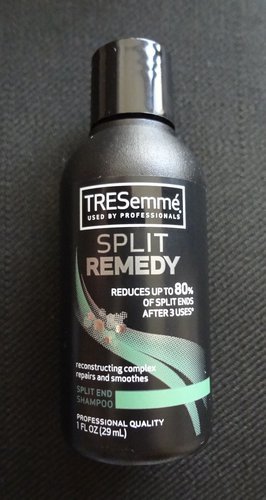 TRESemmé
USED BY PROFESSIONALS
SPLIT
REMEDY
REDUCES UP TO 80%
OF SPLIT ENDS
AFTER 3 USES*
reconstructing complex
repairs and smoothes
SPLIT END
SHAMPOO
PROFESSIONAL QUALITY
1 FL OZ (29 mL)